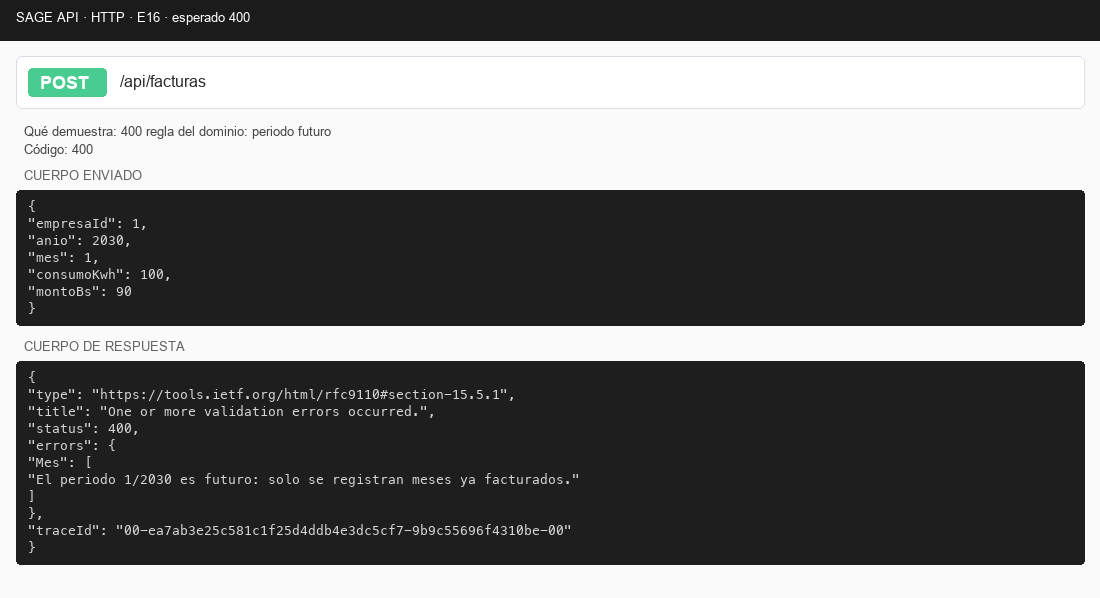 SAGE API · HTTP · E16 · esperado 400
POST /api/facturas
Qué demuestra: 400 regla del dominio: periodo futuro
Código: 400
CUERPO ENVIADO
{
"empresaId": 1,
"anio": 2030,
"mes": 1,
"consumoKwh": 100,
"montoBs": 90
}
CUERPO DE RESPUESTA
{
"type": "https://tools.ietf.org/html/rfc9110#section-15.5.1",
"title": "One or more validation errors occurred.",
"status": 400,
"errors": {
"Mes": [
"El periodo 1/2030 es futuro: solo se registran meses ya facturados."
]
},
"traceId": "00-ea7ab3e25c581c1f25d4ddb4e3dc5cf7-9b9c55696f4310be-00"
}